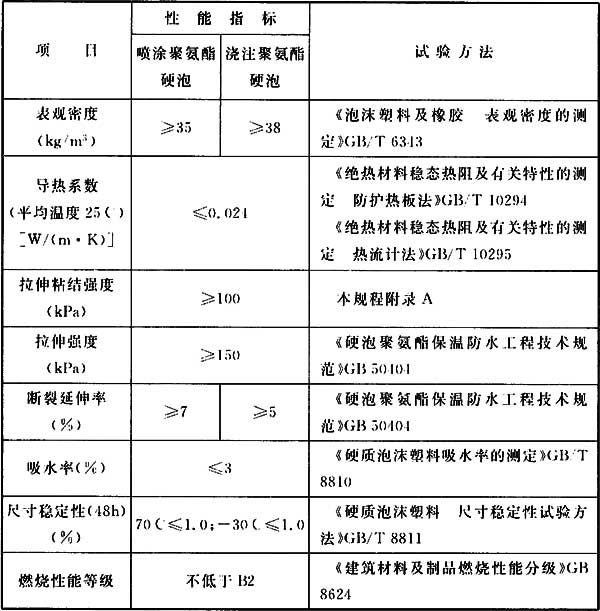 项 目
性 能 指 标
试 验 方 法
喷涂聚氨酯
硬泡
浇注聚氨酯
硬泡
表观密度
(kg/m³)
≥35
≥38
《泡沫塑料及橡胶 表观密度的测
定》GB/T 6343
导热系数
(平均温度25℃)
[W/(m·K)]
≤0.024
《绝热材料稳态热阻及有关特性的测
定 防护热板法》GB/T 10294
《绝热材料稳态热阻及有关特性的测
定 热流计法》GB/T 10295
拉伸粘结强度
(kPa)
≥100
本规程附录 A
拉伸强度
(kPa)
≥150
《硬泡聚氨酯保温防水工程技术规
范》GB 50404
断裂延伸率
(%)
≥7
≥5
《硬泡聚氨酯保温防水工程技术规
范》GB 50404
吸水率(%)
≤3
《硬质泡沫塑料吸水率的测定》GB/T
8810
尺寸稳定性(48h)
(%)
70℃≤1.0;-30℃≤1.0
《硬质泡沫塑料 尺寸稳定性试验方
法》GB/T 8811
燃烧性能等级
不低于 B2
《建筑材料及制品燃烧性能分级》GB
8624